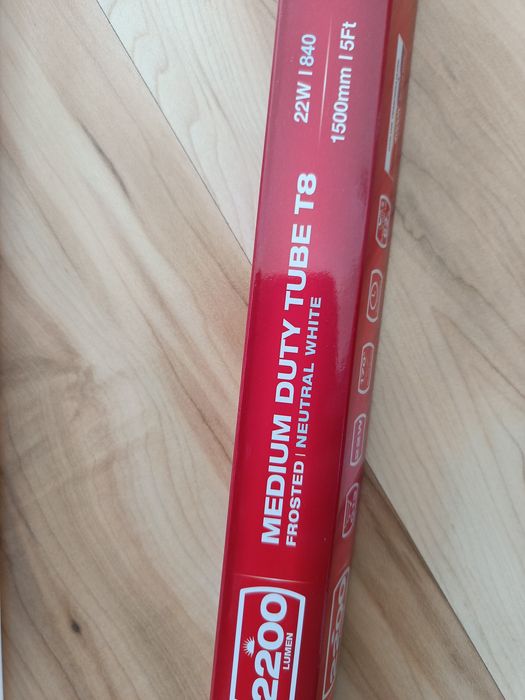 22W | 840
1500mm | 5Ft
MEDIUM DUTY TUBE T8
FROSTED | NEUTRAL WHITE
2200
LUMEN